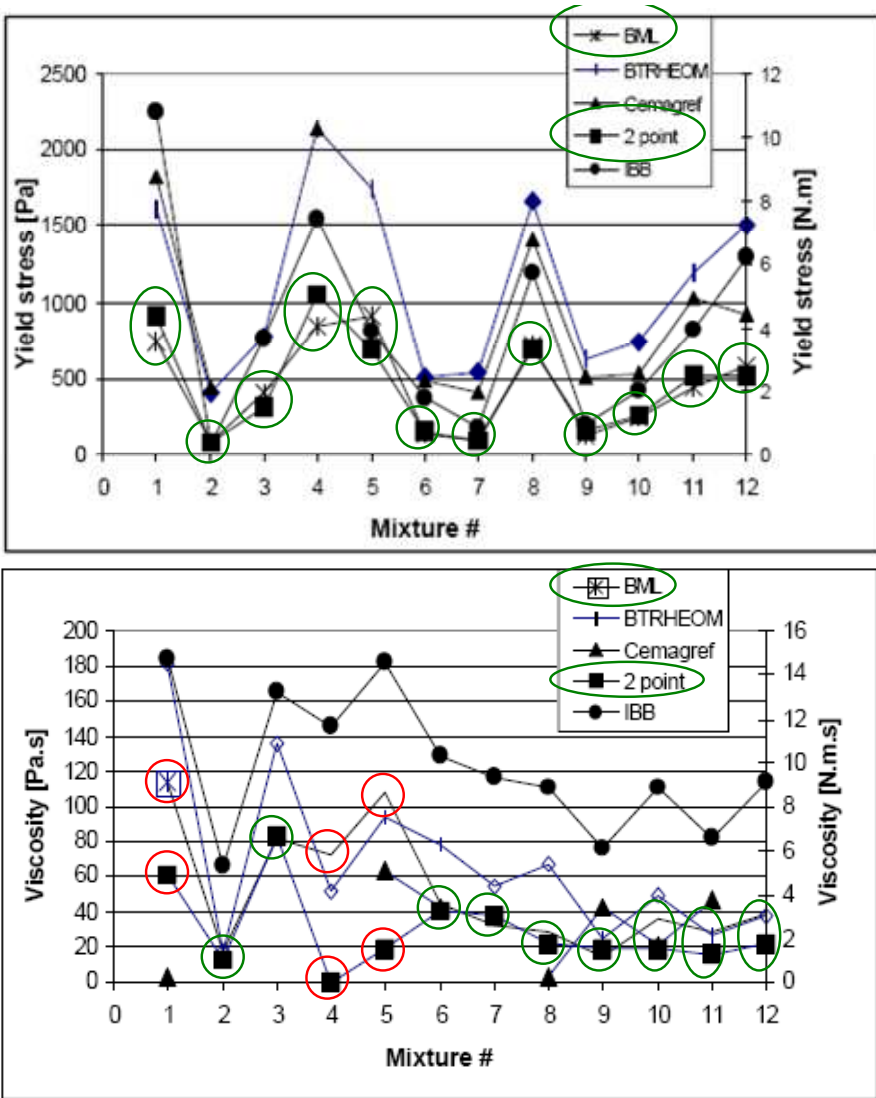 BML
BTRHEOM
Cemagref
2 point
IBB
2500
2000
1500
1000
500
0
12
10
8
6
4
2
0
Yield stress [Pa]
Yield stress [N.m]
0 1 2 3 4 5 6 7 8 9 10 11 12
Mixture #
BML
BTRHEOM
Cemagref
2 point
IBB
200
180
160
140
120
100
80
60
40
20
0
16
14
12
10
8
6
4
2
0
Viscosity [Pa.s]
Viscosity [N.m.s]
0 1 2 3 4 5 6 7 8 9 10 11 12
Mixture #